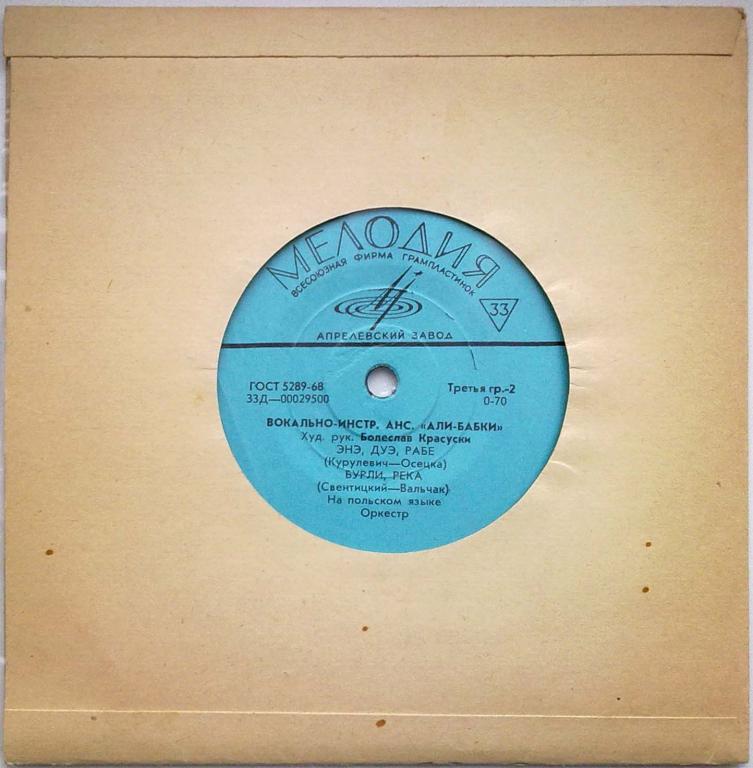 МЕЛОДИЯ
ВСЕСОЮЗНАЯ ФИРМА ГРАМПЛАСТИНОК
33
АПРЕЛЕВСКИЙ ЗАВОД
ГОСТ 5289-68 Третья гр.-2
33Д—00029500 0-70
ВОКАЛЬНО-ИНСТР. АНС. «АЛИ-БАБКИ»
Худ. рук. Болеслав Красуски
ЭНЭ, ДУЭ, РАБЕ
(Курулевич—Осецка)
БУРЛИ, РЕКА
(Свентицкий—Вальчак)
На польском языке
Оркестр